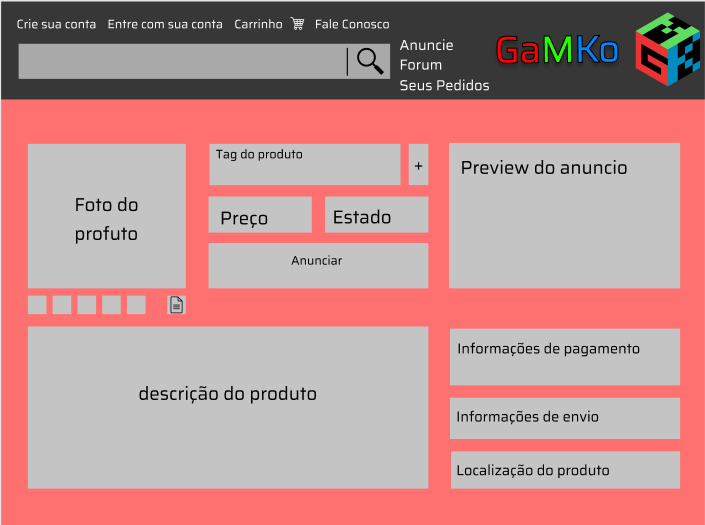 Crie sua conta Entre com sua conta Carrinho Fale Conosco
Anuncie
Forum
Seus Pedidos
GaMKo
Foto do
profuto
Tag do produto
+
Preço
Estado
Anunciar
Preview do anuncio
descrição do produto
Informações de pagamento
Informações de envio
Localização do produto